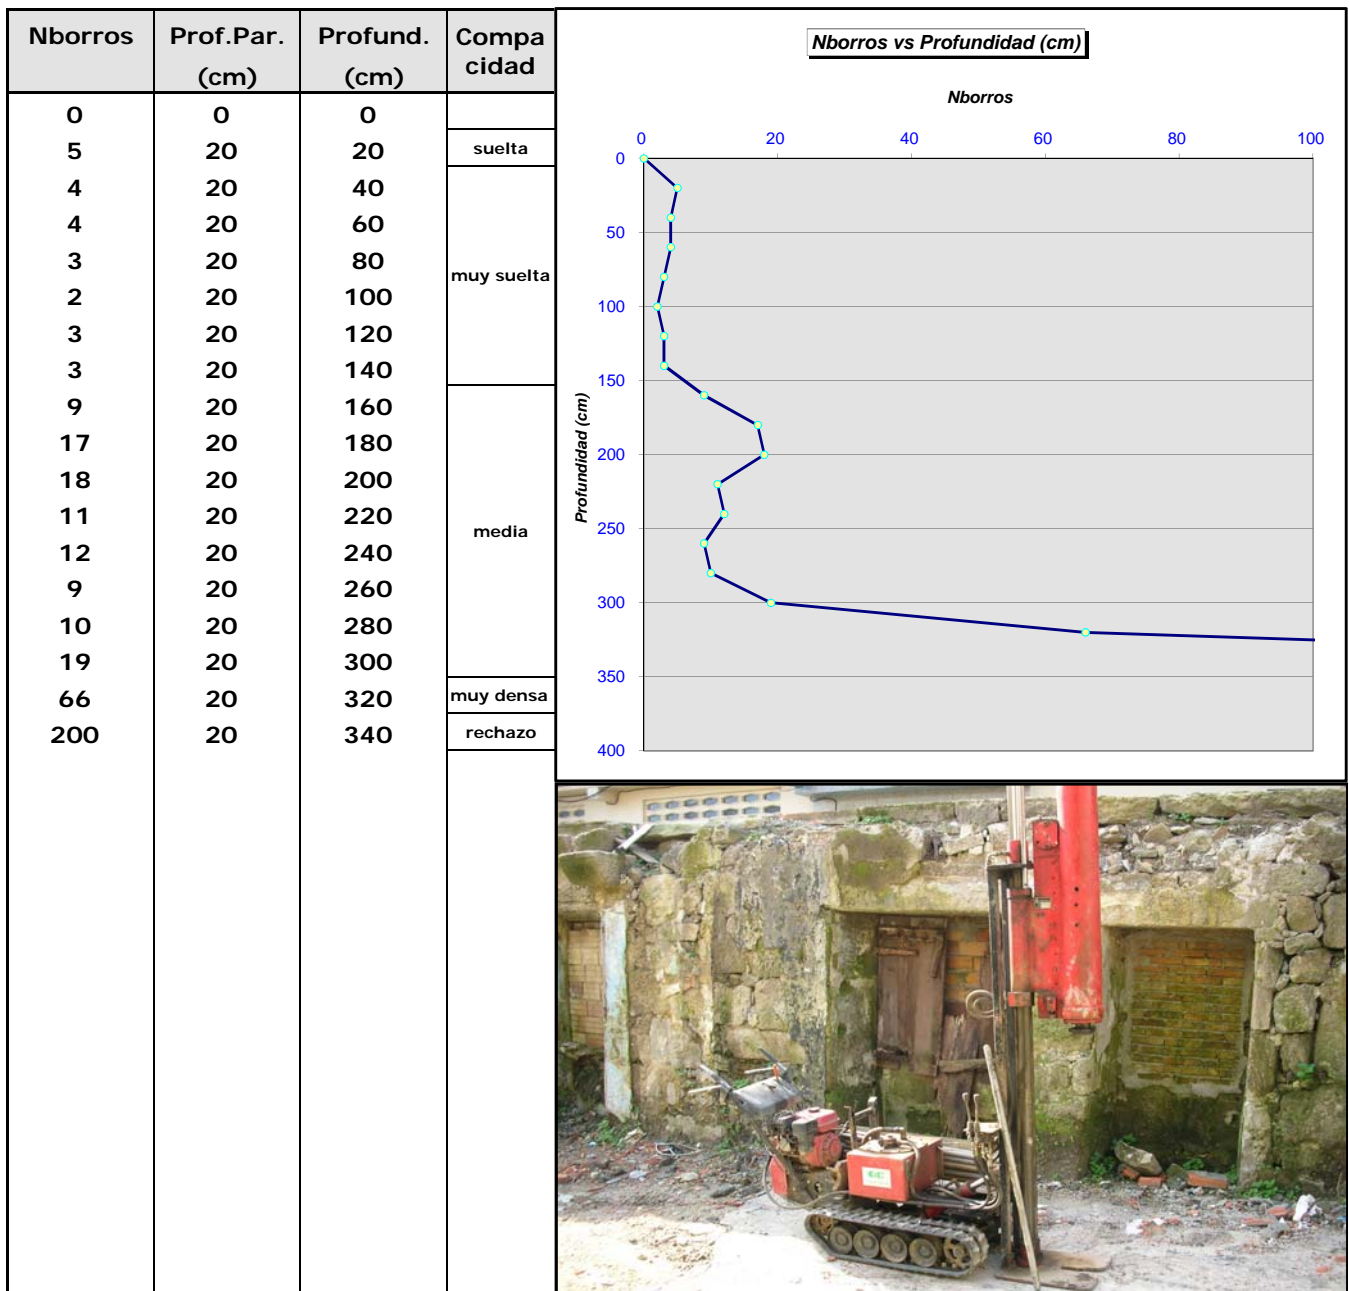 Nborros Prof.Par. (cm) Profund. (cm) Compa cidad
0 0 0
5 20 20 suelta
4 20 40
4 20 60
3 20 80
muy suelta
2 20 100
3 20 120
3 20 140
9 20 160
17 20 180
18 20 200
11 20 220
media
12 20 240
9 20 260
10 20 280
19 20 300
66 20 320 muy densa
200 20 340 rechazo
Nborros vs Profundidad (cm)
Nborros
0 20 40 60 80 100
0
50
100
150
200
250
300
350
400
Profundidad (cm)